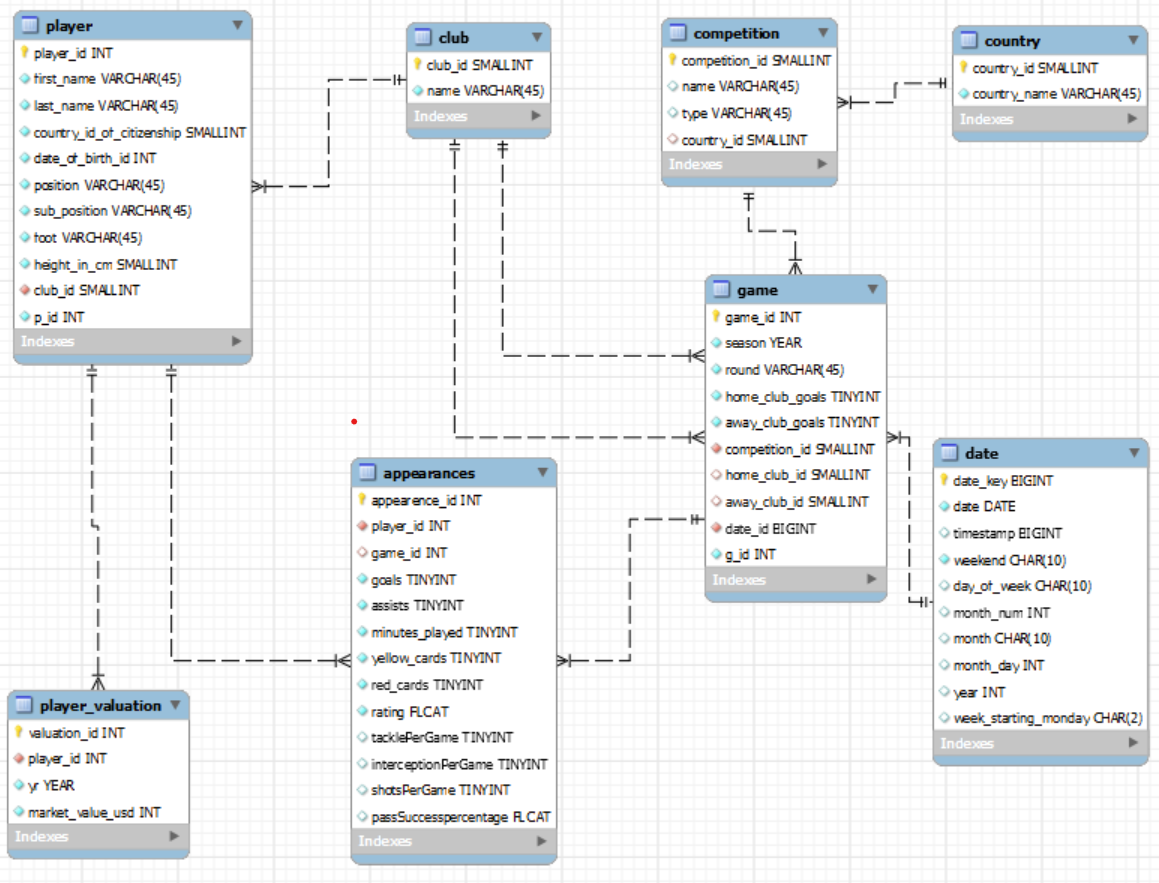 player
player_id INT
first_name VARCHAR(45)
last_name VARCHAR(45)
country_id_of_citizenship SMALLINT
date_of_birth_id INT
position VARCHAR(45)
sub_position VARCHAR(45)
foot VARCHAR(45)
height_in_cm SMALLINT
club_id SMALLINT
p_id INT
Indexes
club
club_id SMALLINT
name VARCHAR(45)
Indexes
competition
competition_id SMALLINT
name VARCHAR(45)
type VARCHAR(45)
country_id SMALLINT
Indexes
country
country_id SMALLINT
country_name VARCHAR(45)
Indexes
game
game_id INT
season YEAR
round VARCHAR(45)
home_club_goals TINYINT
away_club_goals TINYINT
competition_id SMALLINT
home_club_id SMALLINT
away_club_id SMALLINT
date_id BIGINT
g_id INT
Indexes
date
date_key BIGINT
date DATE
timestamp BIGINT
weekend CHAR(10)
day_of_week CHAR(10)
month_num INT
month CHAR(10)
month_day INT
year INT
week_starting_monday CHAR(2)
Indexes
appearances
appearence_id INT
player_id INT
game_id INT
goals TINYINT
assists TINYINT
minutes_played TINYINT
yellow_cards TINYINT
red_cards TINYINT
rating FLOAT
tacklePerGame TINYINT
interceptionPerGame TINYINT
shotsPerGame TINYINT
passSuccesspercentage FLOAT
Indexes
player_valuation
valuation_id INT
player_id INT
yr YEAR
market_value_usd INT
Indexes